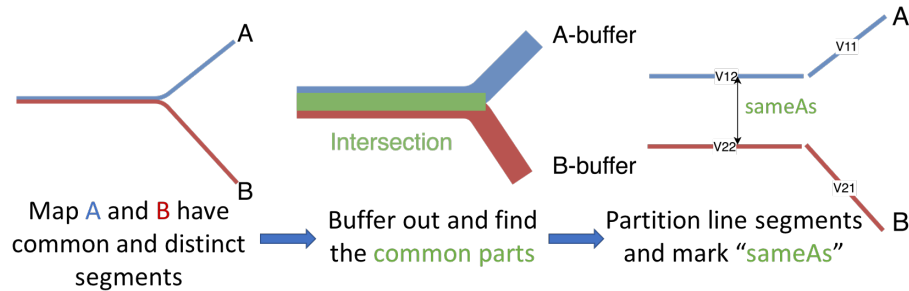 A
B
Map A and B have
common and distinct
segments
A-buffer
Intersection
B-buffer
Buffer out and find
the common parts
A
V11
V12
sameAs
V22
V21
B
Partition line segments
and mark “sameAs”